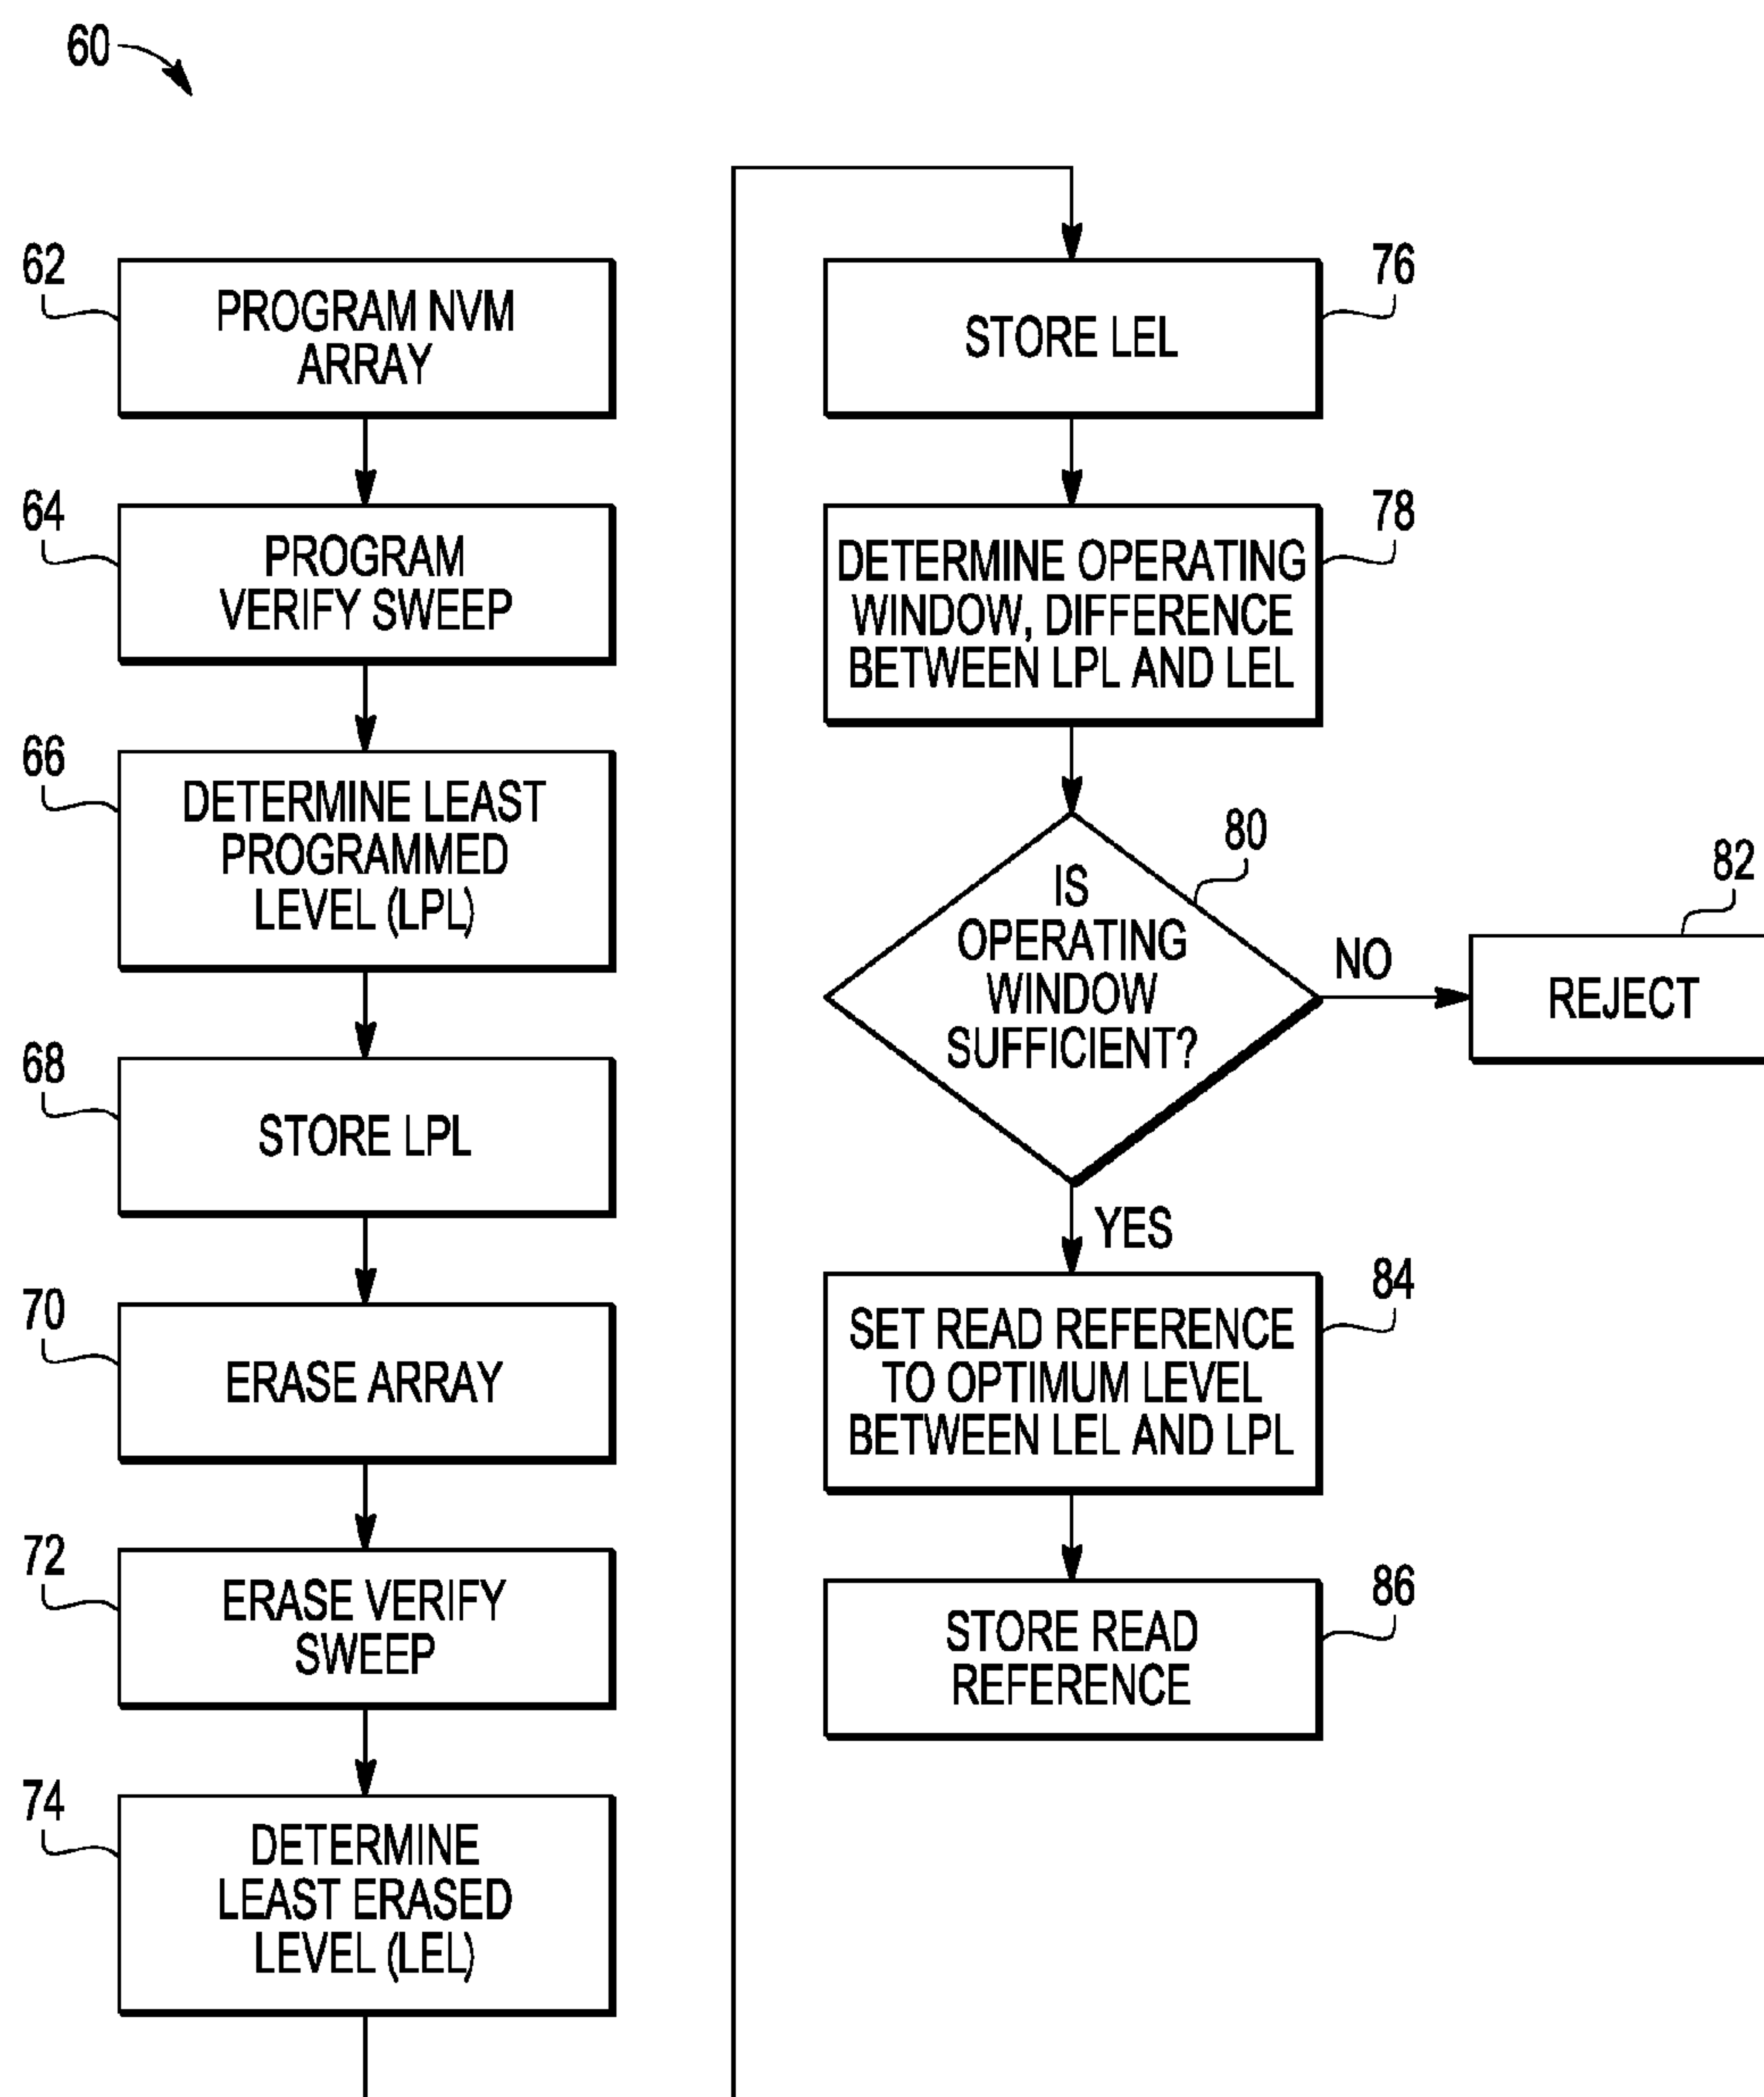 60
62
PROGRAM NVM
ARRAY
64
PROGRAM
VERIFY SWEEP
66
DETERMINE LEAST
PROGRAMMED
LEVEL (LPL)
68
STORE LPL
70
ERASE ARRAY
72
ERASE VERIFY
SWEEP
74
DETERMINE
LEAST ERASED
LEVEL (LEL)
76
STORE LEL
78
DETERMINE OPERATING
WINDOW, DIFFERENCE
BETWEEN LPL AND LEL
80
IS
OPERATING
WINDOW
SUFFICIENT?
NO
82
REJECT
YES
84
SET READ REFERENCE
TO OPTIMUM LEVEL
BETWEEN LEL AND LPL
86
STORE READ
REFERENCE